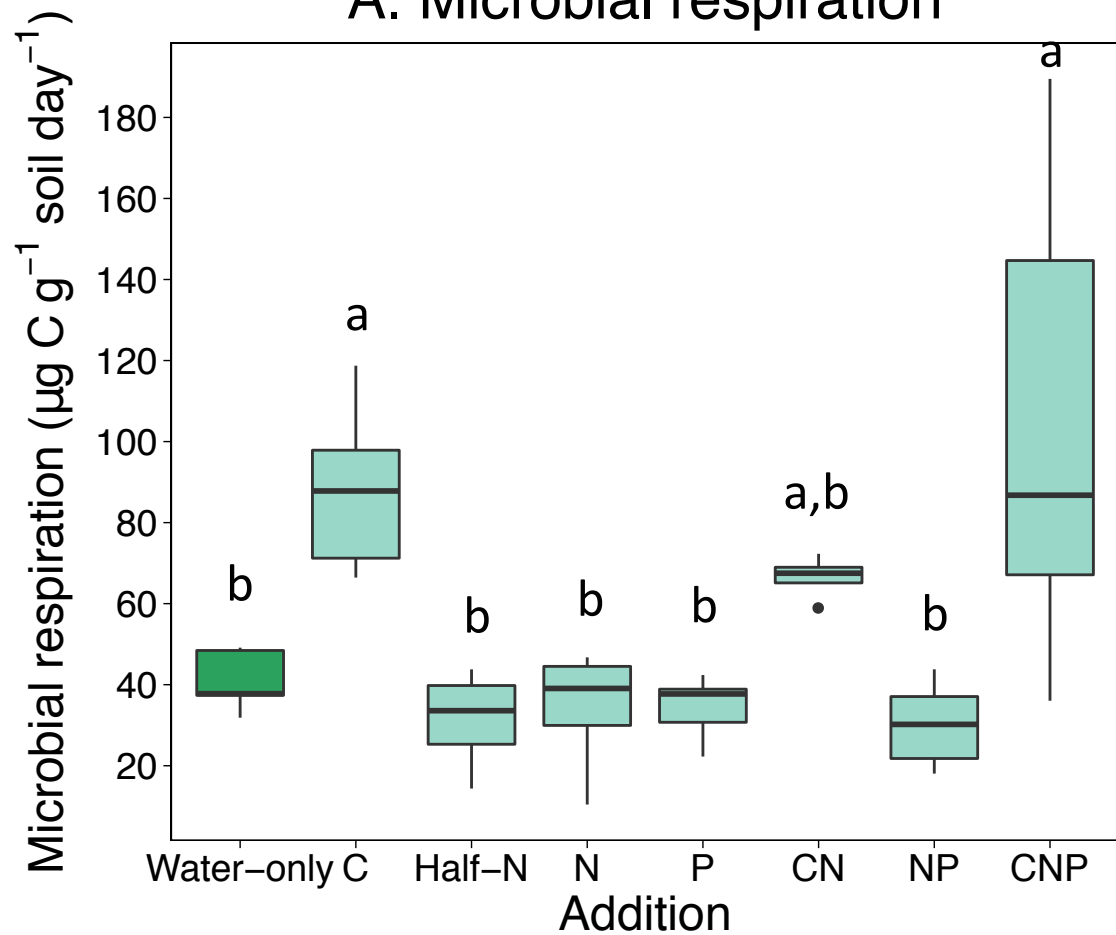 A. Microbial respiration
Microbial respiration (µg C g⁻¹ soil day⁻¹)
180
160
140
120
100
80
60
40
20
b
a
b
b
b
a,b
b
a
Water−only C Half−N N P CN NP CNP
Addition